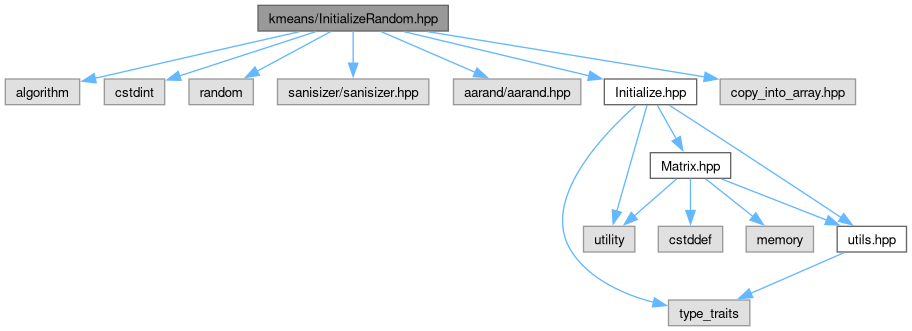 kmeans/InitializeRandom.hpp
algorithm
cstdint
random
sanisizer/sanisizer.hpp
aarand/aarand.hpp
Initialize.hpp
copy_into_array.hpp
Matrix.hpp
utility
cstddef
memory
utils.hpp
type_traits